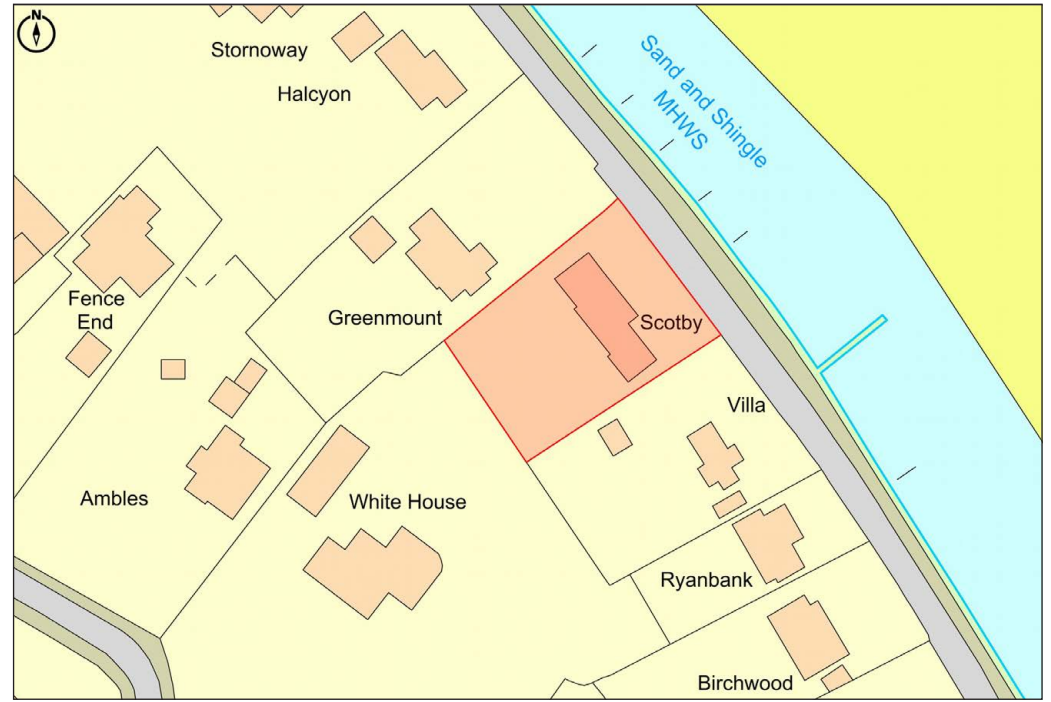 N
Stornoway
Halcyon
Sand and Shingle
MHWS
Fence
End
Greenmount
Scotby
Villa
Ambles
White House
Ryanbank
Birchwood